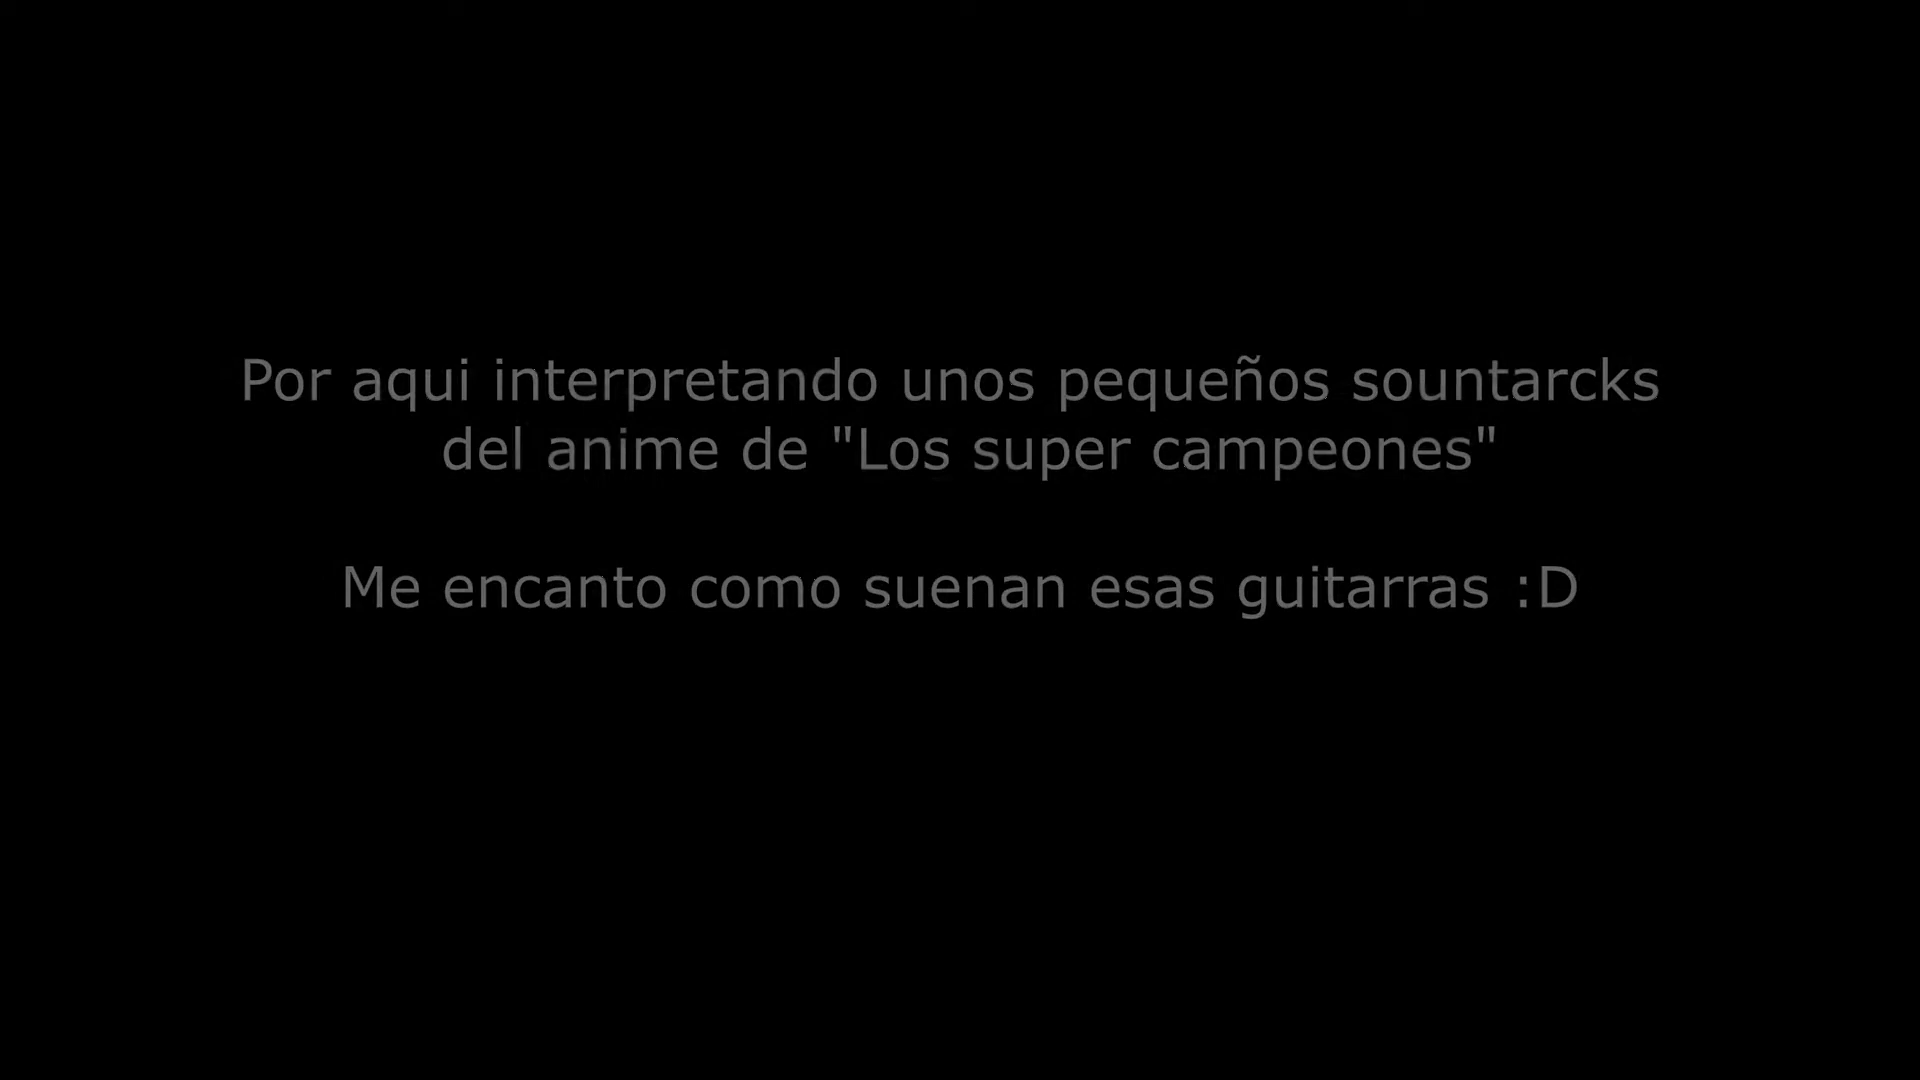 Por aqui interpretando unos pequeños sountarcks
del anime de "Los super campeones"
Me encanto como suenan esas guitarras :D